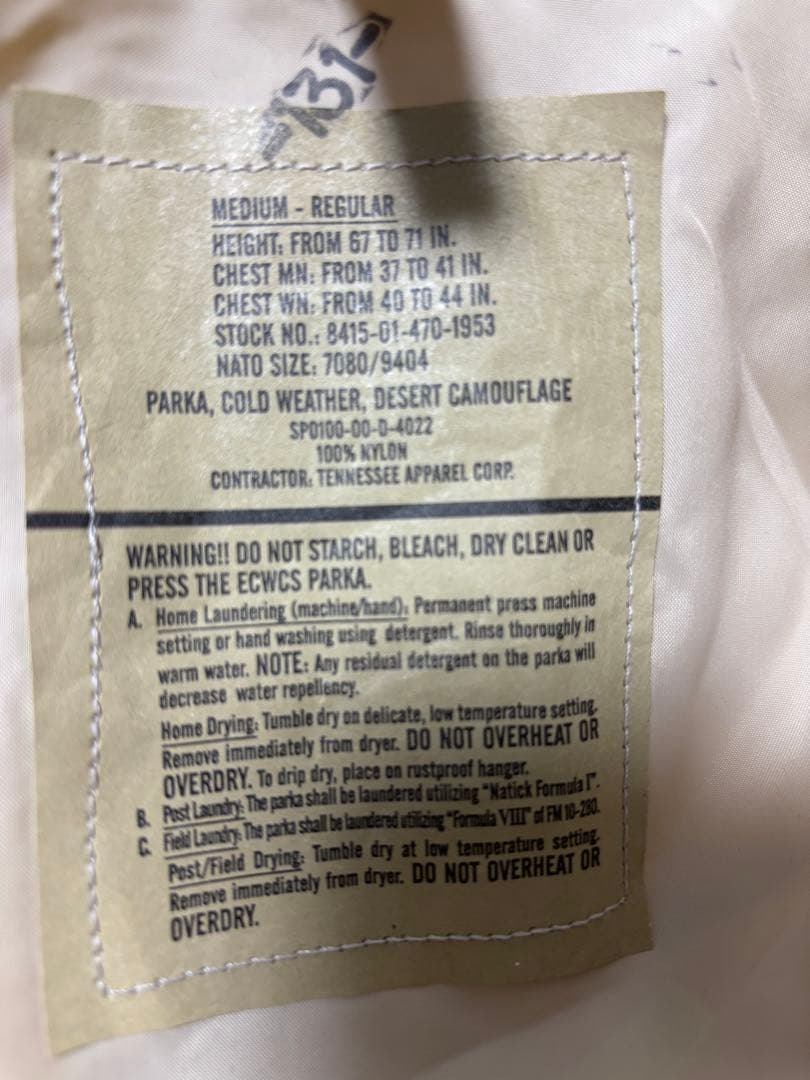 -131-
MEDIUM - REGULAR
HEIGHT: FROM 67 TO 71 IN.
CHEST MN: FROM 37 TO 41 IN.
CHEST WN: FROM 40 TO 44 IN.
STOCK NO.: 8415-01-470-1953
NATO SIZE: 7080/9404
PARKA, COLD WEATHER, DESERT CAMOUFLAGE
SP0100-00-D-4022
100% NYLON
CONTRACTOR: TENNESSEE APPAREL CORP.
WARNING!! DO NOT STARCH, BLEACH, DRY CLEAN OR
PRESS THE ECWCS PARKA.
A. Home Laundering (machine/hand): Permanent press machine
setting or hand washing using detergent. Rinse thoroughly in
warm water. NOTE: Any residual detergent on the parka will
decrease water repellency.
Home Drying: Tumble dry on delicate, low temperature setting.
Remove immediately from dryer. DO NOT OVERHEAT OR
OVERDRY. To drip dry, place on rustproof hanger.
B. Post Laundry: The parka shall be laundered utilizing "Natick Formula I".
C. Field Laundry: The parka shall be laundered utilizing "Formula VIII" of FM 10-280.
Post/Field Drying: Tumble dry at low temperature setting.
Remove immediately from dryer. DO NOT OVERHEAT OR
OVERDRY.